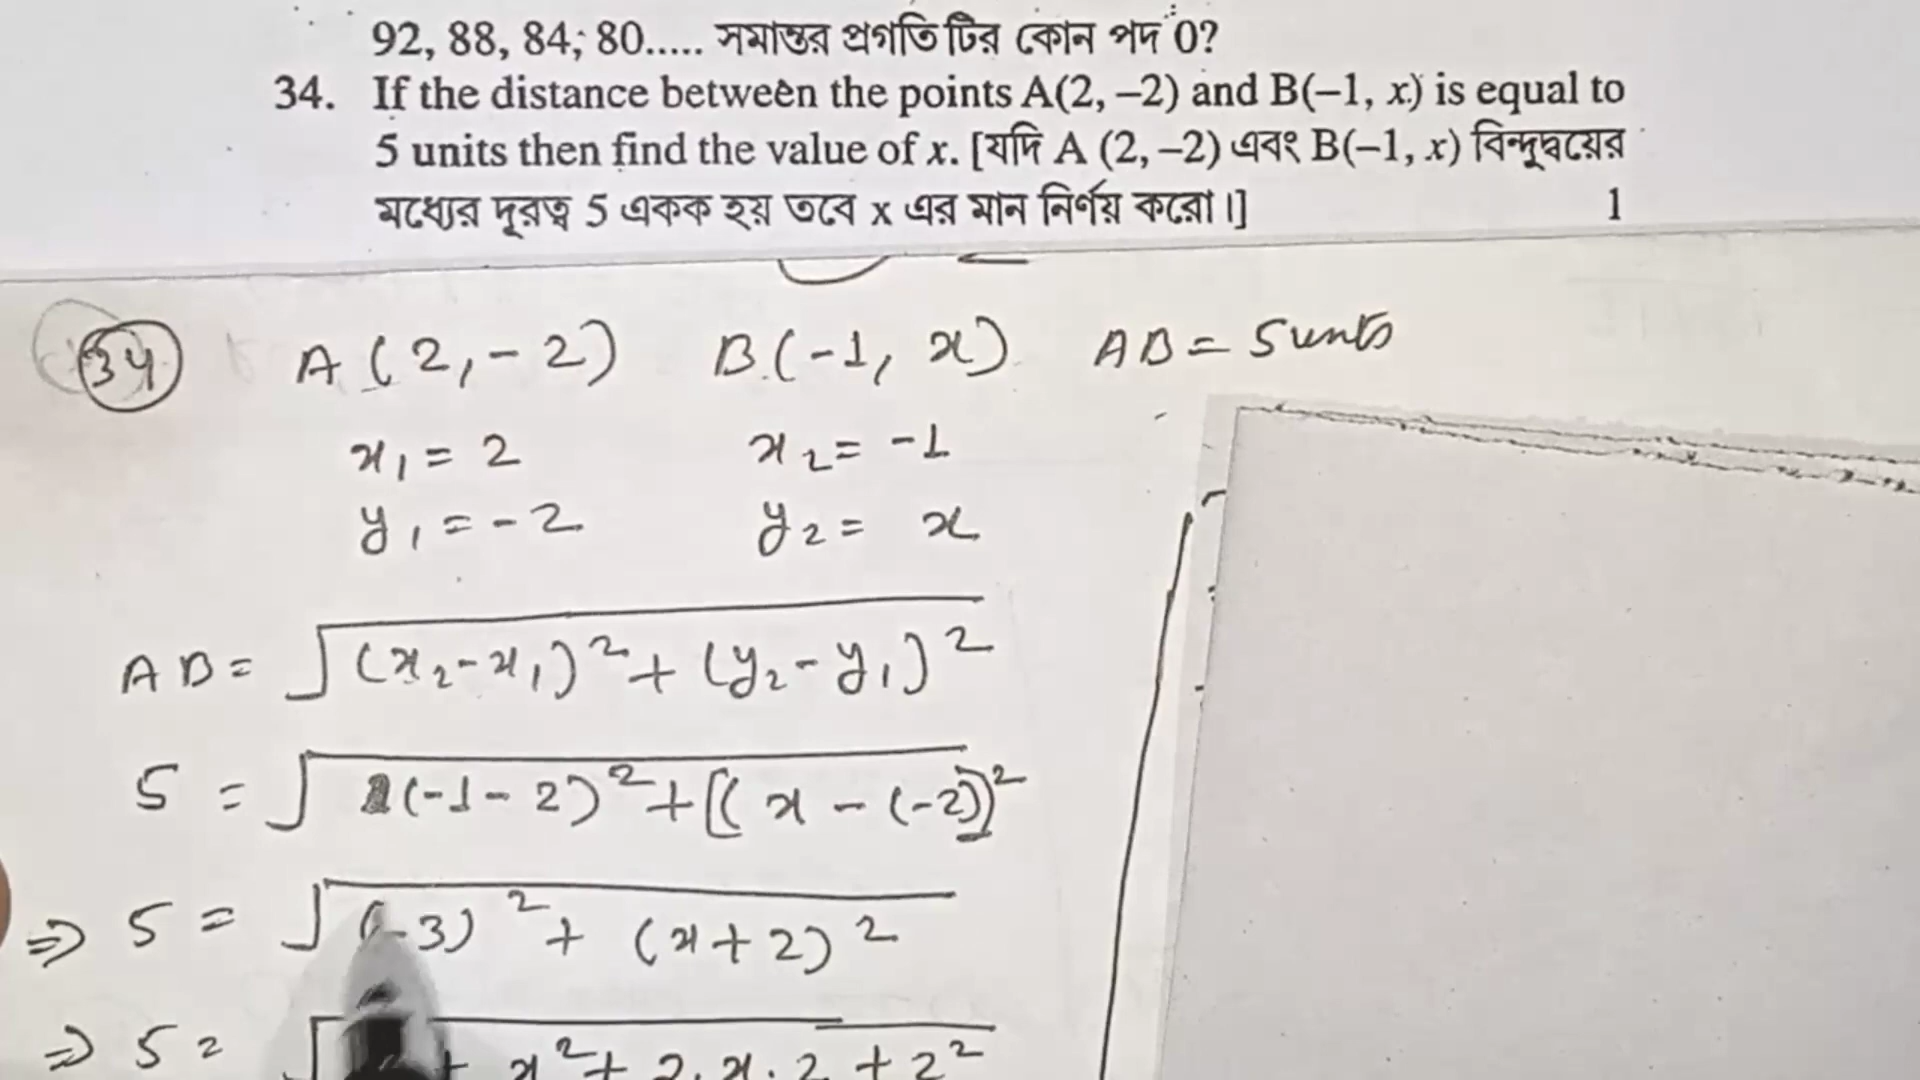 92, 88, 84, 80..... সমান্তর প্রগতি টির কোন পদ 0?
34. If the distance between the points A(2, –2) and B(–1, x) is equal to
5 units then find the value of x. [যদি A (2, –2) এবং B(–1, x) বিন্দুদ্বয়ের
মধ্যের দূরত্ব 5 একক হয় তবে x এর মান নির্ণয় করো।] 1
34 A (2, -2) B (-1, x) AB = 5 units
x₁ = 2 x₂ = -1
y₁ = -2 y₂ = x
AB = √(x₂-x₁)² + (y₂-y₁)²
5 = √(-1-2)² + [(x-(-2)]²
⇒ 5 = √(-3)² + (x+2)²
⇒ 5 = √ + x² + 2.x.2 + 2²